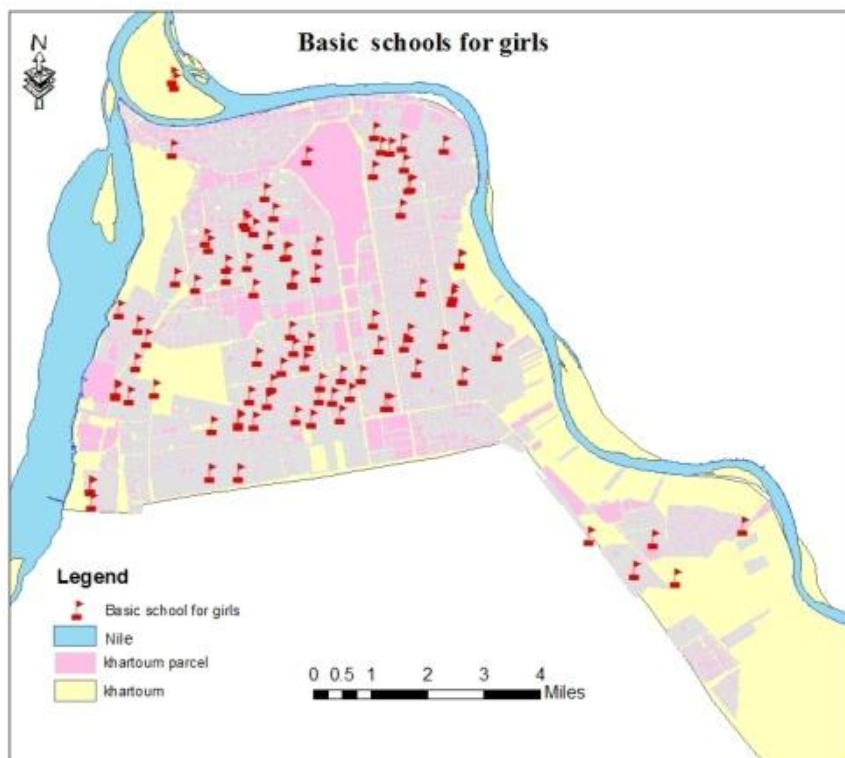 Basic schools for girls
N
Legend
Basic school for girls
Nile
khartoum parcel
khartoum
0 0.5 1 2 3 4
Miles